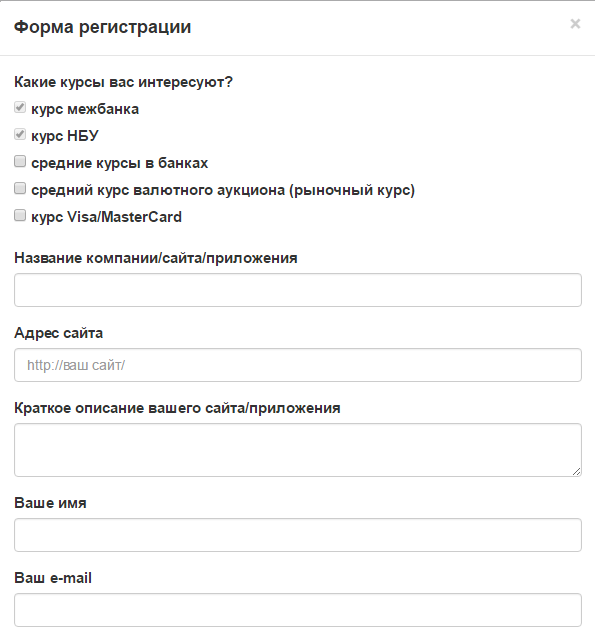 Форма регистрации
×
Какие курсы вас интересуют?
курс межбанка
курс НБУ
средние курсы в банках
средний курс валютного аукциона (рыночный курс)
курс Visa/MasterCard
Название компании/сайта/приложения
Адрес сайта
http://ваш сайт/
Краткое описание вашего сайта/приложения
Ваше имя
Ваш e-mail